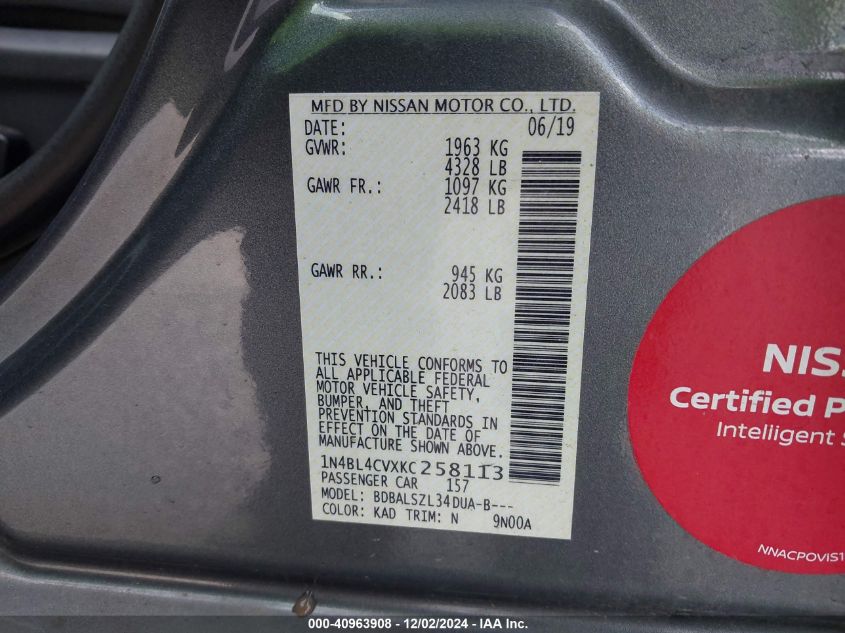 MFD BY NISSAN MOTOR CO., LTD.
DATE: 06/19
GVWR: 1963 KG
4328 LB
GAWR FR.: 1097 KG
2418 LB
GAWR RR.: 945 KG
2083 LB
THIS VEHICLE CONFORMS TO
ALL APPLICABLE FEDERAL
MOTOR VEHICLE SAFETY,
BUMPER, AND THEFT
PREVENTION STANDARDS IN
EFFECT ON THE DATE OF
MANUFACTURE SHOWN ABOVE.
1N4BL4CVXKC258113
PASSENGER CAR 157
MODEL: BDBALSZL34DUA-B---
COLOR: KAD TRIM: N 9N00A
NISS
Certified P
Intelligent S
NNACPOVIS1
000-40963908 - 12/02/2024 - IAA Inc.